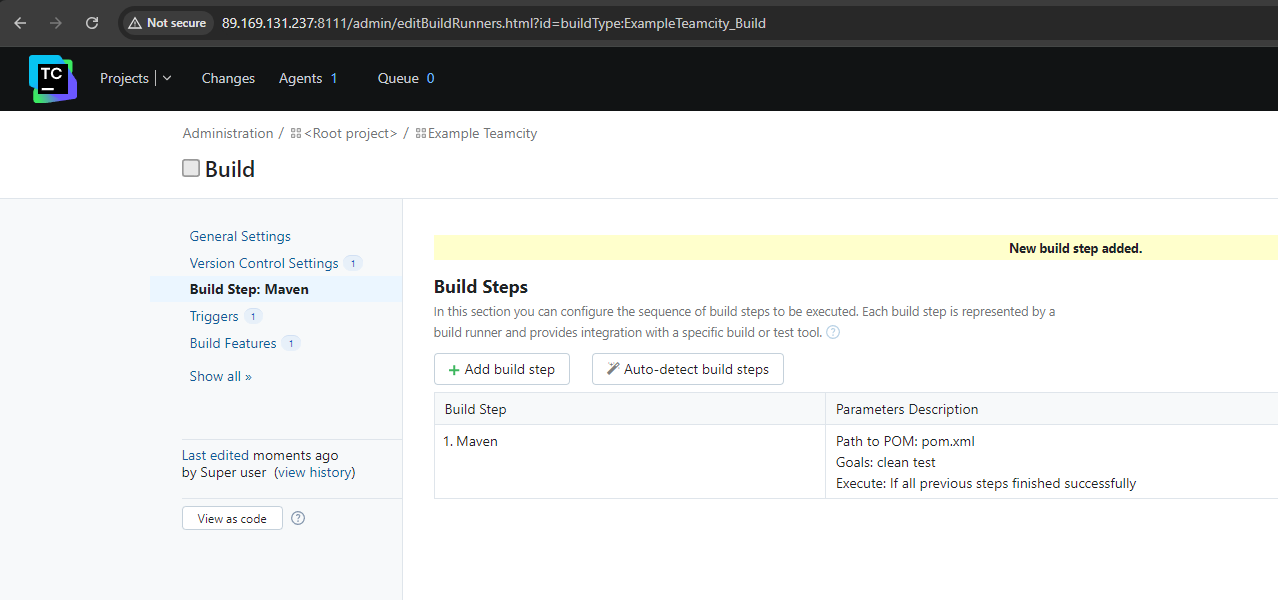 Not secure 89.169.131.237:8111/admin/editBuildRunners.html?id=buildType:ExampleTeamcity_Build
TC
Projects Changes Agents 1 Queue 0
Administration / <Root project> / Example Teamcity
Build
General Settings
Version Control Settings 1
Build Step: Maven
Triggers 1
Build Features 1
Show all »
Last edited moments ago
by Super user (view history)
View as code ?
New build step added.
Build Steps
In this section you can configure the sequence of build steps to be executed. Each build step is represented by a
build runner and provides integration with a specific build or test tool. ?
+ Add build step Auto-detect build steps
Build Step Parameters Description
1. Maven Path to POM: pom.xml
Goals: clean test
Execute: If all previous steps finished successfully